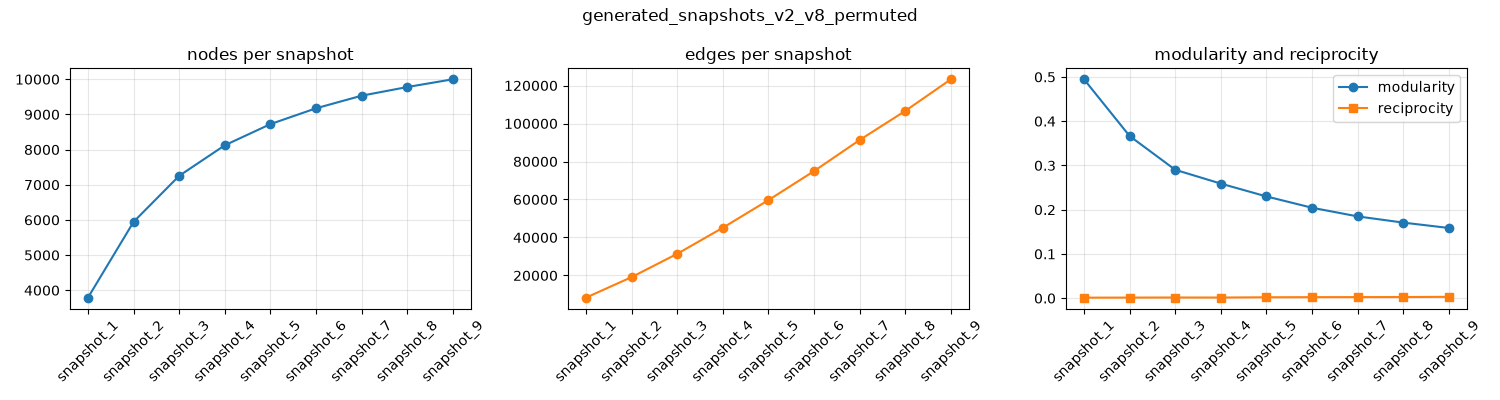 generated_snapshots_v2_v8_permuted
nodes per snapshot
10000
9000
8000
7000
6000
5000
4000
snapshot_1
snapshot_2
snapshot_3
snapshot_4
snapshot_5
snapshot_6
snapshot_7
snapshot_8
snapshot_9
edges per snapshot
120000
100000
80000
60000
40000
20000
snapshot_1
snapshot_2
snapshot_3
snapshot_4
snapshot_5
snapshot_6
snapshot_7
snapshot_8
snapshot_9
modularity and reciprocity
modularity
reciprocity
0.5
0.4
0.3
0.2
0.1
0.0
snapshot_1
snapshot_2
snapshot_3
snapshot_4
snapshot_5
snapshot_6
snapshot_7
snapshot_8
snapshot_9